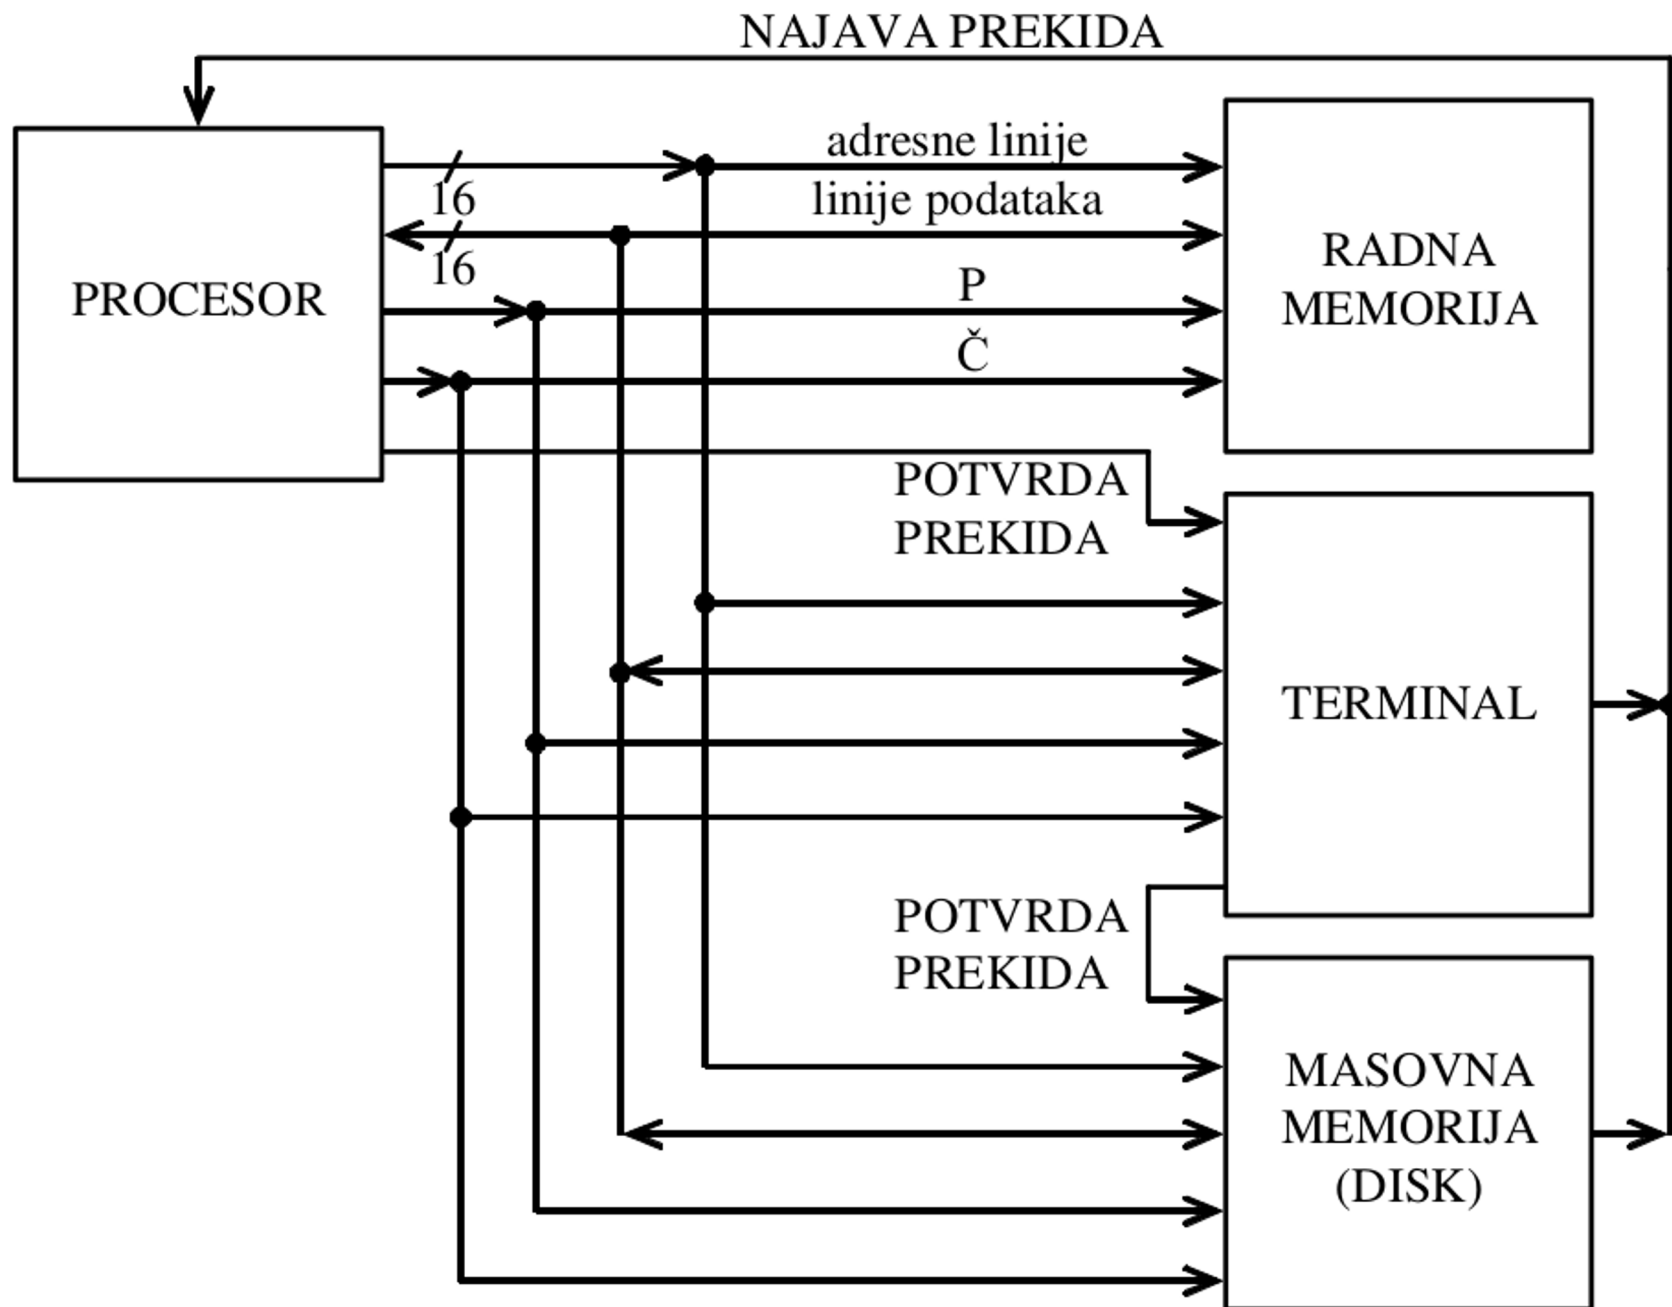 NAJAVA PREKIDA
adresne linije
16
linije podataka
16
PROCESOR
P
Č
RADNA
MEMORIJA
POTVRDA
PREKIDA
TERMINAL
POTVRDA
PREKIDA
MASOVNA
MEMORIJA
(DISK)